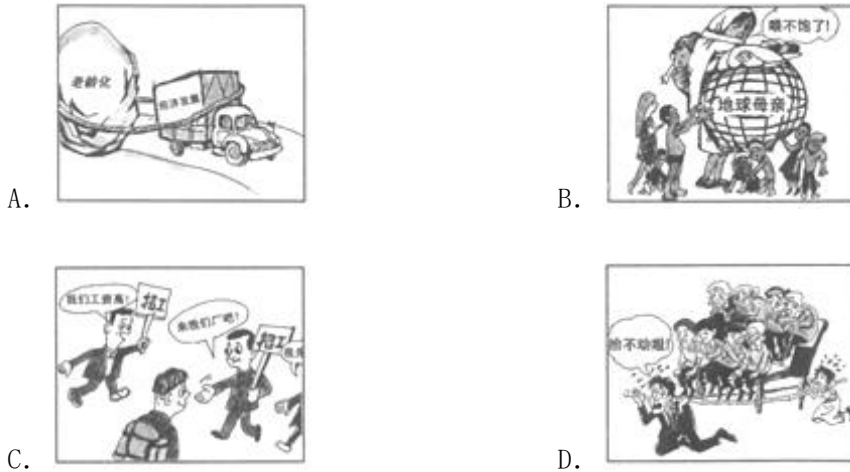 老龄化
经济发展
A.
喂不饱了!
地球母亲
B.
我们工资高!
招工
来我们厂吧!
招工
C.
抬不动喔!
D.